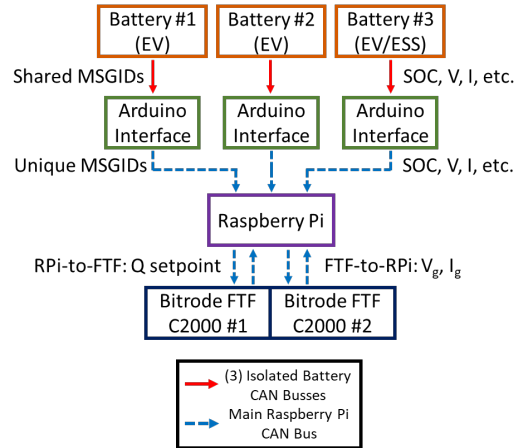 Battery #1 Battery #2 Battery #3
(EV) (EV) (EV/ESS)
Shared MSGIDs SOC, V, I, etc.
Arduino Arduino Arduino
Interface Interface Interface
Unique MSGIDs SOC, V, I, etc.
Raspberry Pi
RPi-to-FTF: Q setpoint FTF-to-RPi: Vg, Ig
Bitrode FTF Bitrode FTF
C2000 #1 C2000 #2
(3) Isolated Battery
CAN Busses
Main Raspberry Pi
CAN Bus